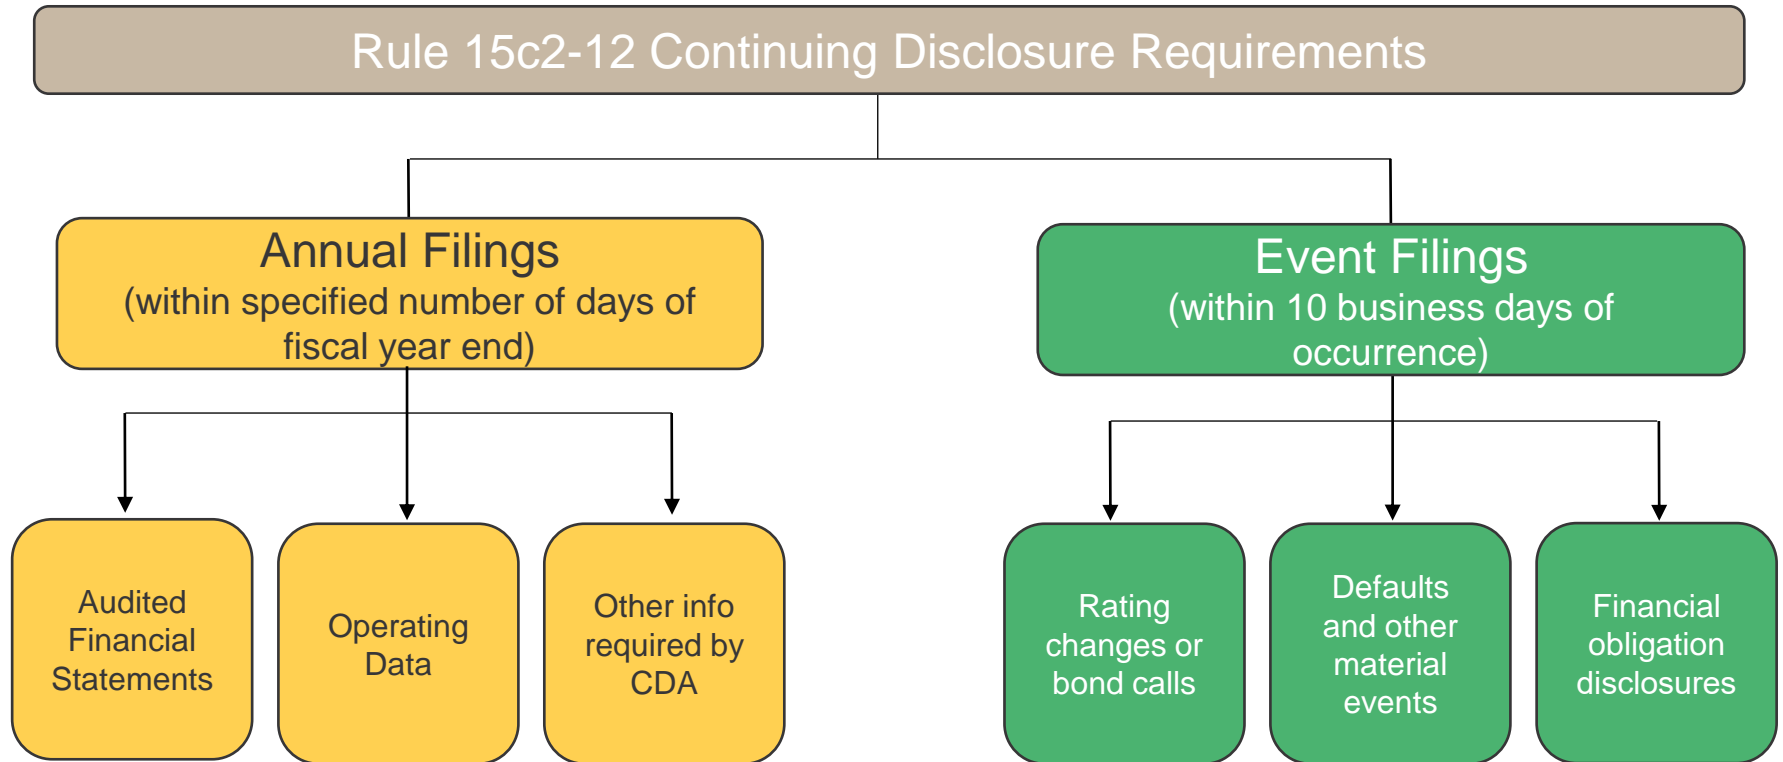 Rule 15c2-12 Continuing Disclosure Requirements
Annual Filings
(within specified number of days of
fiscal year end)
Event Filings
(within 10 business days of
occurrence)
Audited
Financial
Statements
Operating
Data
Other info
required by
CDA
Rating
changes or
bond calls
Defaults
and other
material
events
Financial
obligation
disclosures